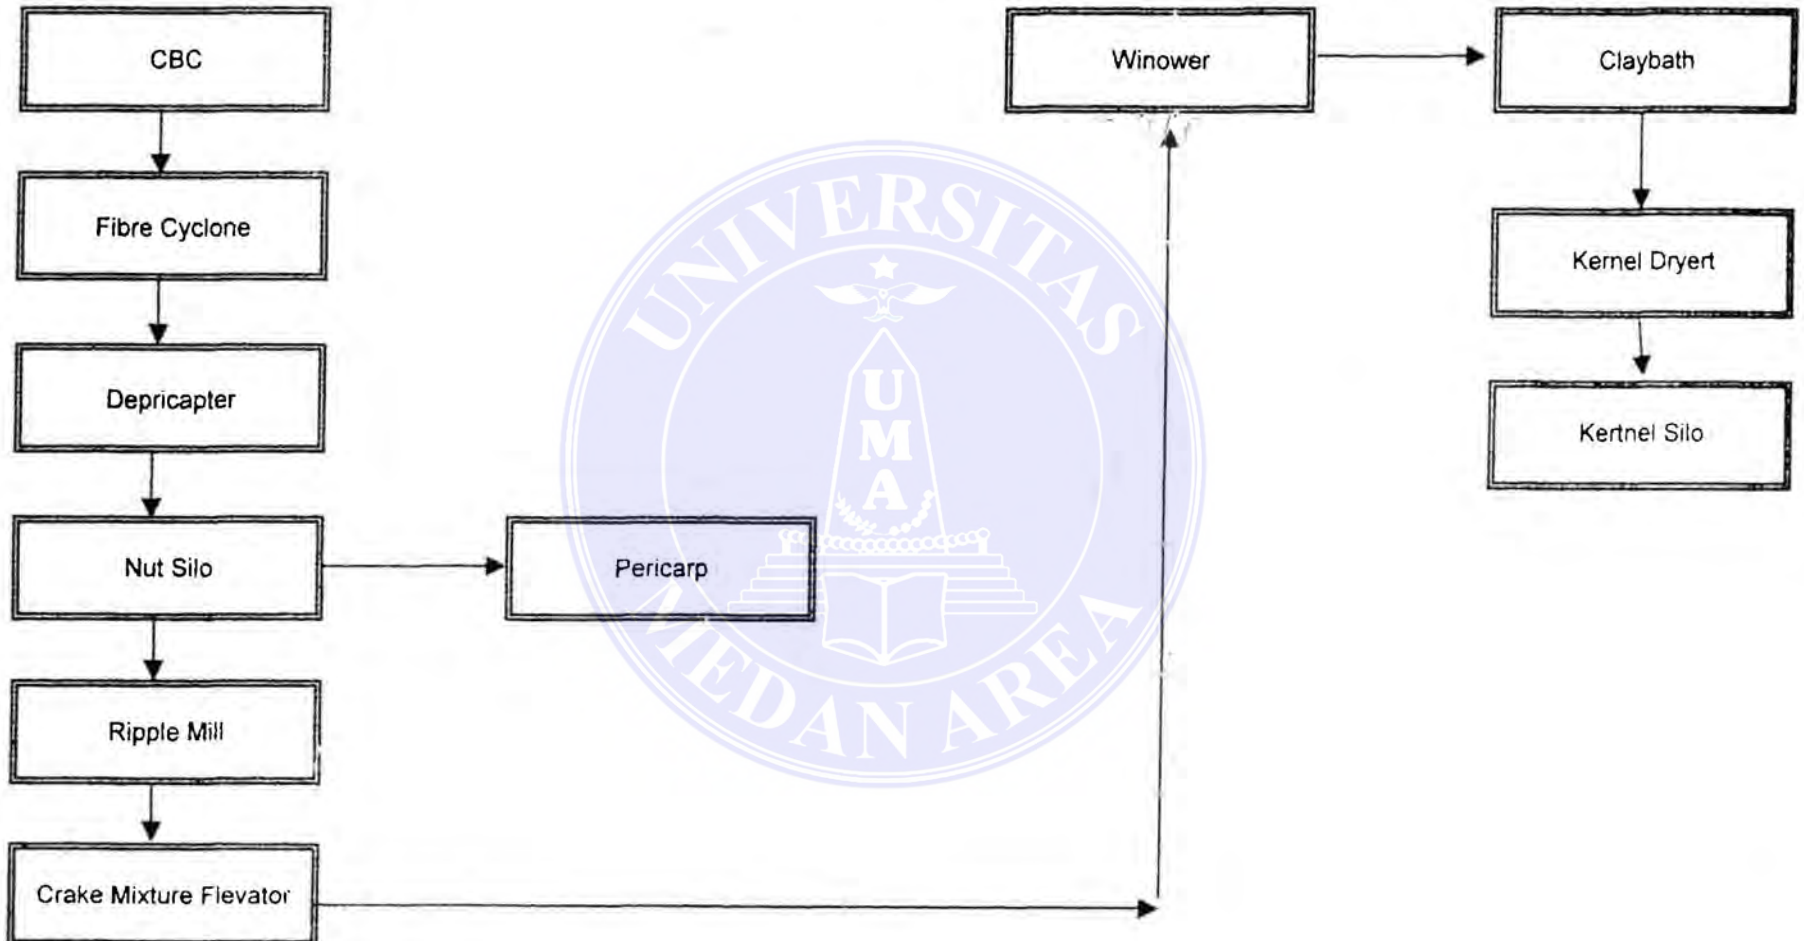 CBC
Fibre Cyclone
Depricapter
Nut Silo
Pericarp
Ripple Mill
Crake Mixture Flevator
Winower
Claybath
Kernel Dryert
Kertnel Silo
UNIVERSITAS
UMA
MEDAN AREA